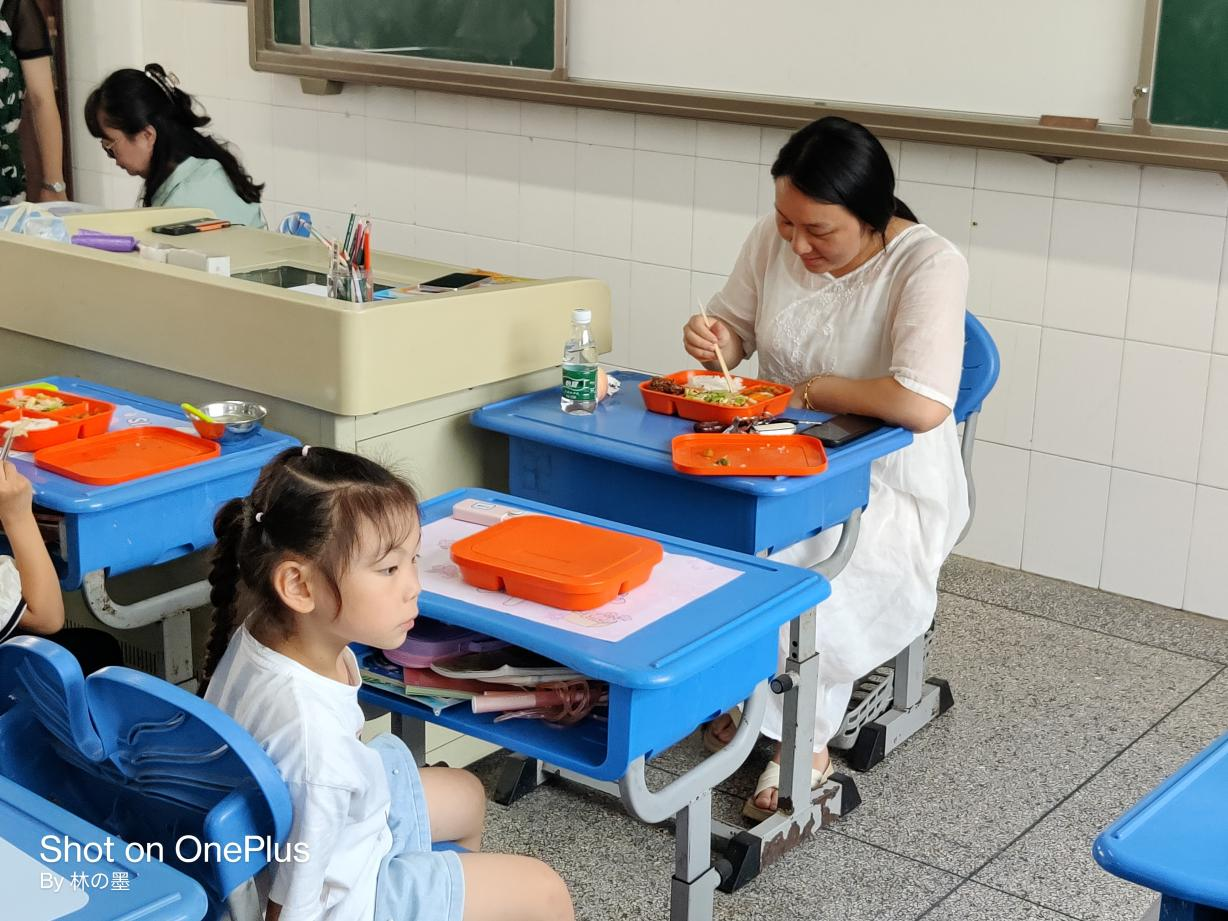 Shot on OnePlus
By 林の墨